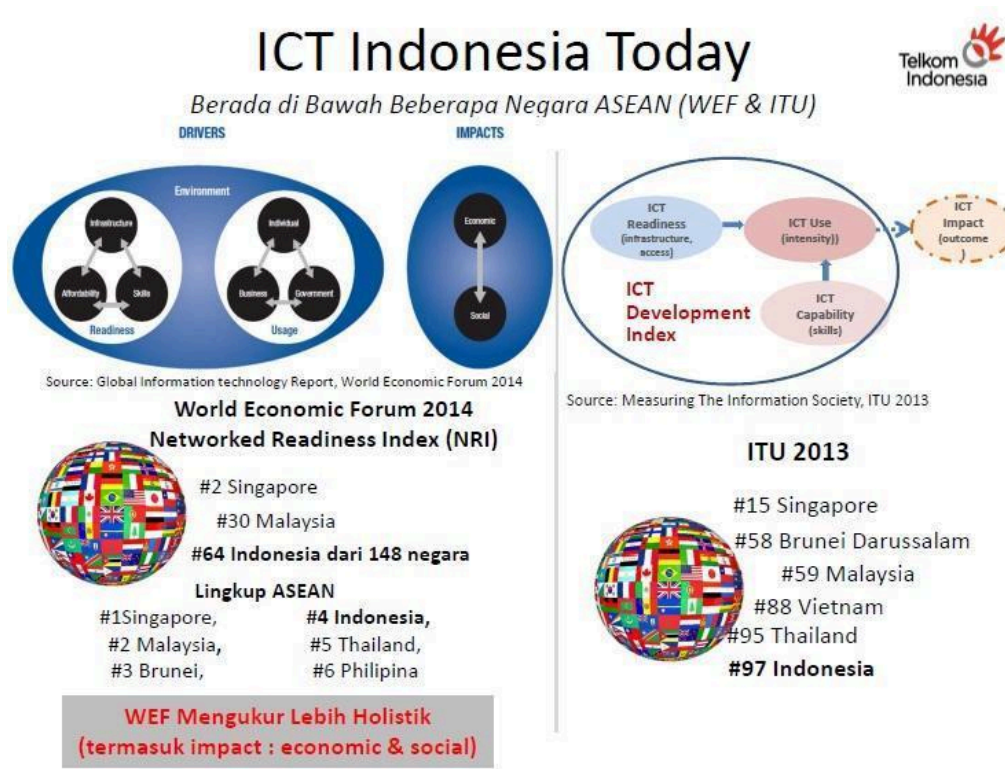 ICT Indonesia Today
Telkom
Indonesia
Berada di Bawah Beberapa Negara ASEAN (WEF & ITU)
DRIVERS
IMPACTS
Environment
Infrastructure
Affordability
Skills
Readiness
Individual
Business
Government
Usage
Economic
Social
Source: Global Information technology Report, World Economic Forum 2014
ICT
Readiness
(infrastructure,
access)
ICT Use
(intensity))
ICT
Impact
(outcome
)
ICT
Capability
(skills)
ICT
Development
Index
Source: Measuring The Information Society, ITU 2013
World Economic Forum 2014
Networked Readiness Index (NRI)
#2 Singapore
#30 Malaysia
#64 Indonesia dari 148 negara
Lingkup ASEAN
#1Singapore,
#2 Malaysia,
#3 Brunei,
#4 Indonesia,
#5 Thailand,
#6 Philipina
WEF Mengukur Lebih Holistik
(termasuk impact : economic & social)
ITU 2013
#15 Singapore
#58 Brunei Darussalam
#59 Malaysia
#88 Vietnam
#95 Thailand
#97 Indonesia